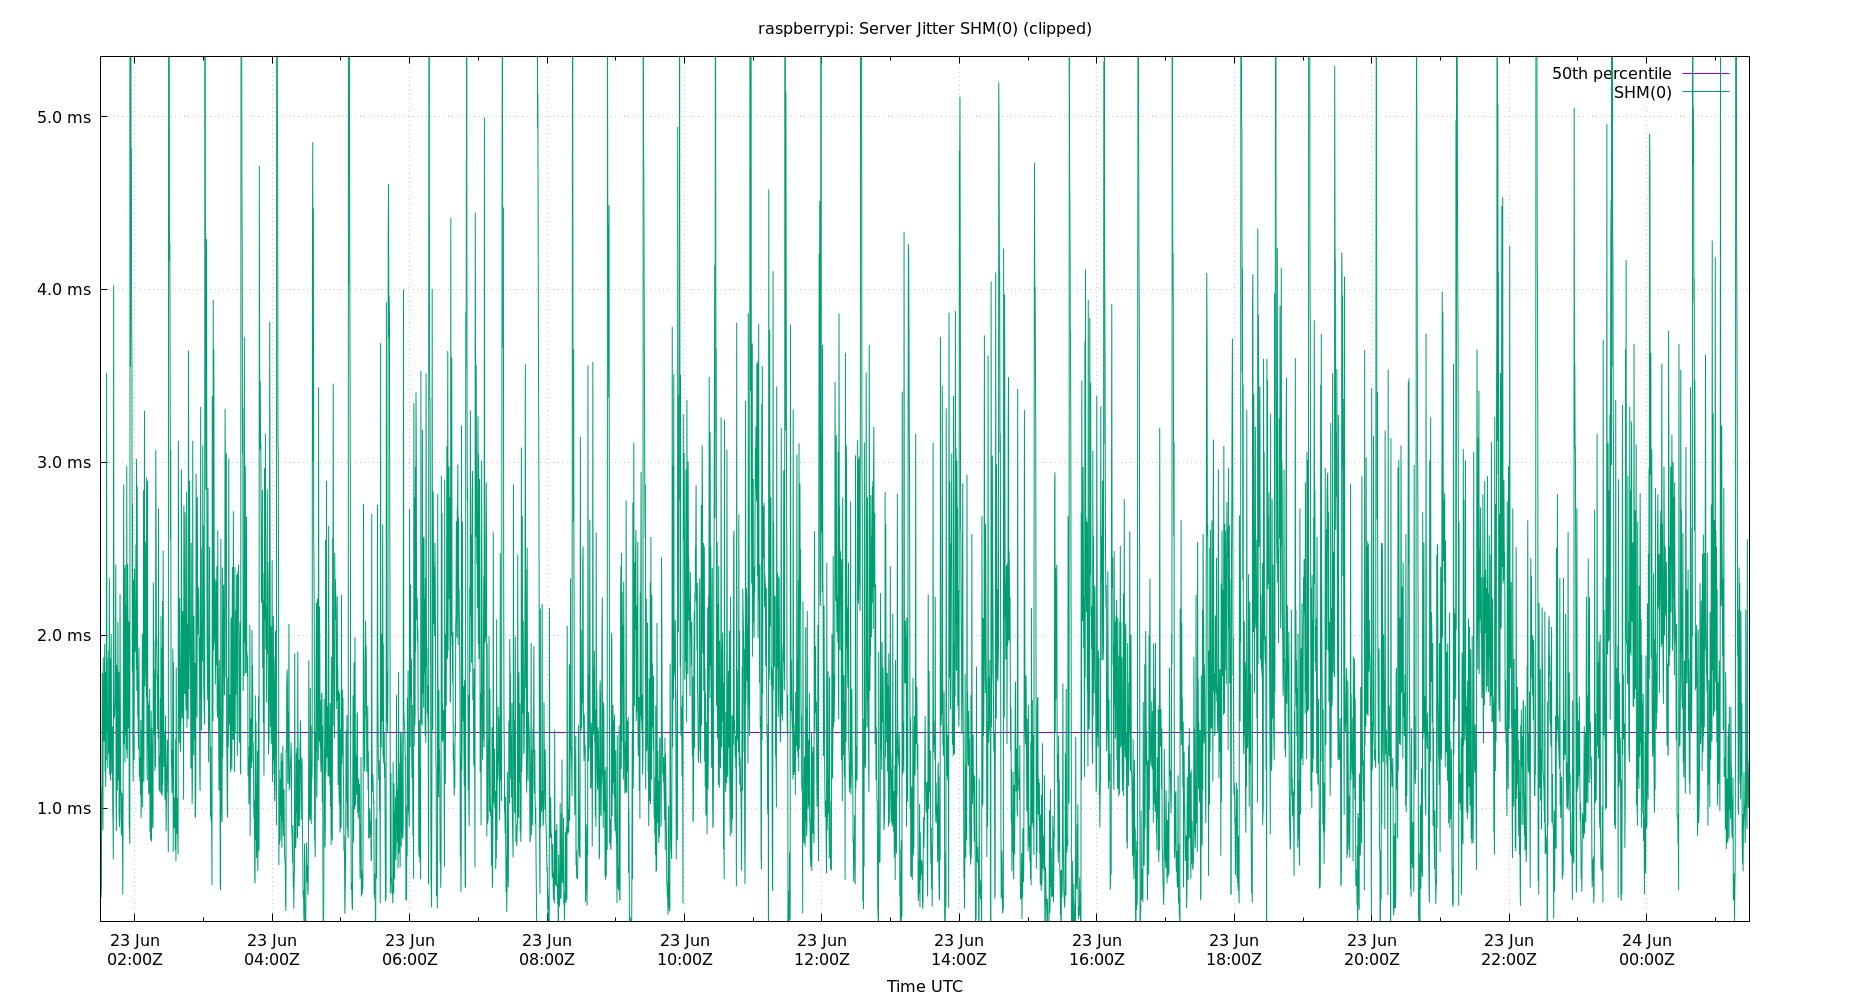 raspberrypi: Server Jitter SHM(0) (clipped)
50th percentile
SHM(0)
5.0 ms
4.0 ms
3.0 ms
2.0 ms
1.0 ms
23 Jun 23 Jun 23 Jun 23 Jun 23 Jun 23 Jun 23 Jun 23 Jun 23 Jun 23 Jun 23 Jun 24 Jun
02:00Z 04:00Z 06:00Z 08:00Z 10:00Z 12:00Z 14:00Z 16:00Z 18:00Z 20:00Z 22:00Z 00:00Z
Time UTC